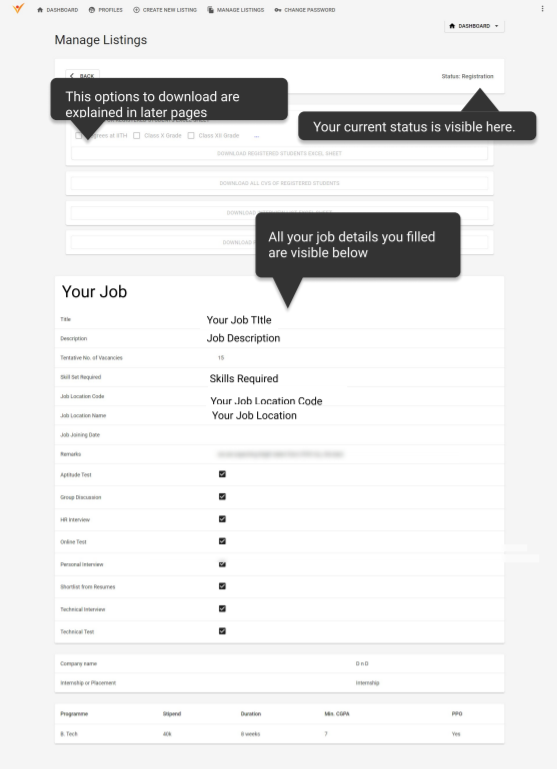 DASHBOARD PROFILES CREATE NEW LISTING MANAGE LISTINGS CHANGE PASSWORD
DASHBOARD
Manage Listings
BACK
Status: Registration
This options to download are
explained in later pages
Your current status is visible here.
at XTH Class X Grade Class XII Grade ...
DOWNLOAD REGISTERED STUDENTS EXCEL SHEET
DOWNLOAD ALL CVS OF REGISTERED STUDENTS
DOWNLOAD
DOWNLOAD
All your job details you filled
are visible below
Your Job
Title Your Job TItle
Description Job Description
Tentative No. of Vacancies 15
Skill Set Required Skills Required
Job Location Code Your Job Location Code
Job Location Name Your Job Location
Job Joining Date
Remarks
Aptitude Test
Group Discussion
HR Interview
Online Test
Personal Interview
Shortlist from Resumes
Technical Interview
Technical Test
Company name D n D
Internship or Placement Internship
Programme Stipend Duration Min. CGPA PPO
B. Tech 40k 8 weeks 7 Yes